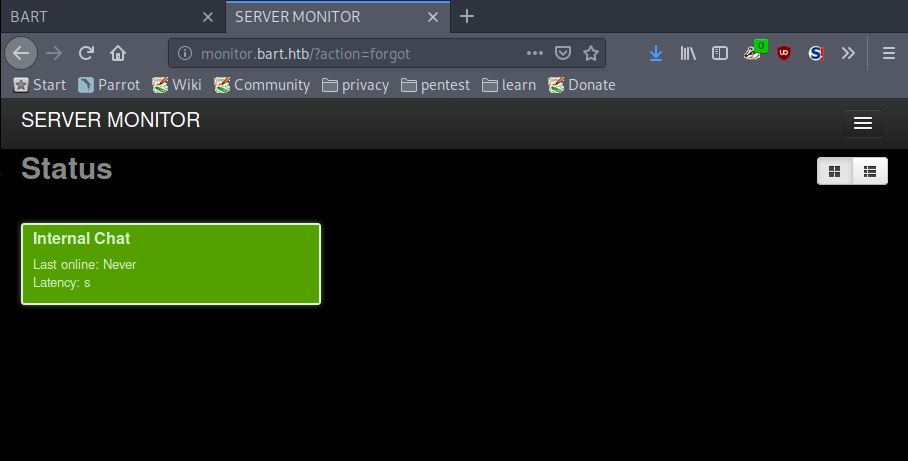 BART
SERVER MONITOR
monitor.bart.htb/?action=forgot
0
Start Parrot Wiki Community privacy pentest learn Donate
SERVER MONITOR
Status
Internal Chat
Last online: Never
Latency: s